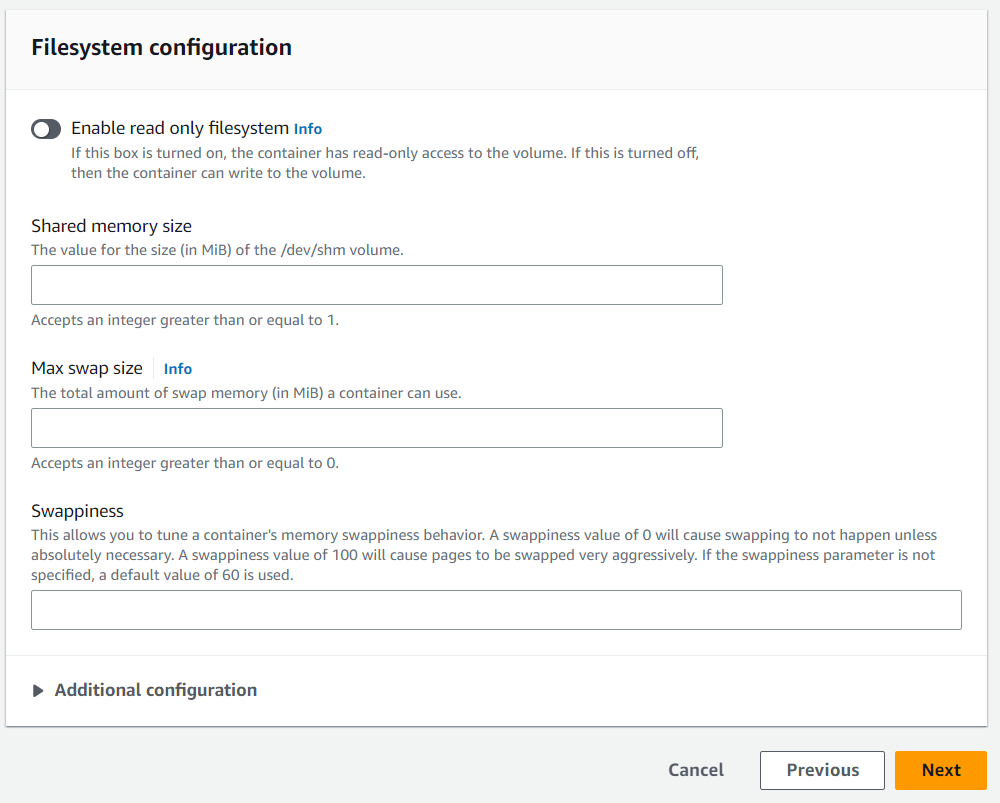 Filesystem configuration
Enable read only filesystem Info
If this box is turned on, the container has read-only access to the volume. If this is turned off,
then the container can write to the volume.
Shared memory size
The value for the size (in MiB) of the /dev/shm volume.
Accepts an integer greater than or equal to 1.
Max swap size Info
The total amount of swap memory (in MiB) a container can use.
Accepts an integer greater than or equal to 0.
Swappiness
This allows you to tune a container's memory swappiness behavior. A swappiness value of 0 will cause swapping to not happen unless
absolutely necessary. A swappiness value of 100 will cause pages to be swapped very aggressively. If the swappiness parameter is not
specified, a default value of 60 is used.
Additional configuration
Cancel Previous Next